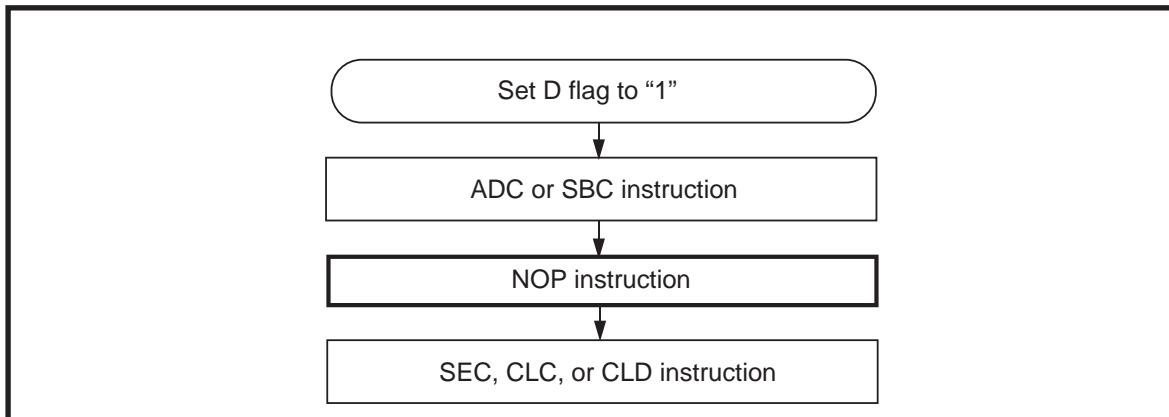 Set D flag to “1”
ADC or SBC instruction
NOP instruction
SEC, CLC, or CLD instruction